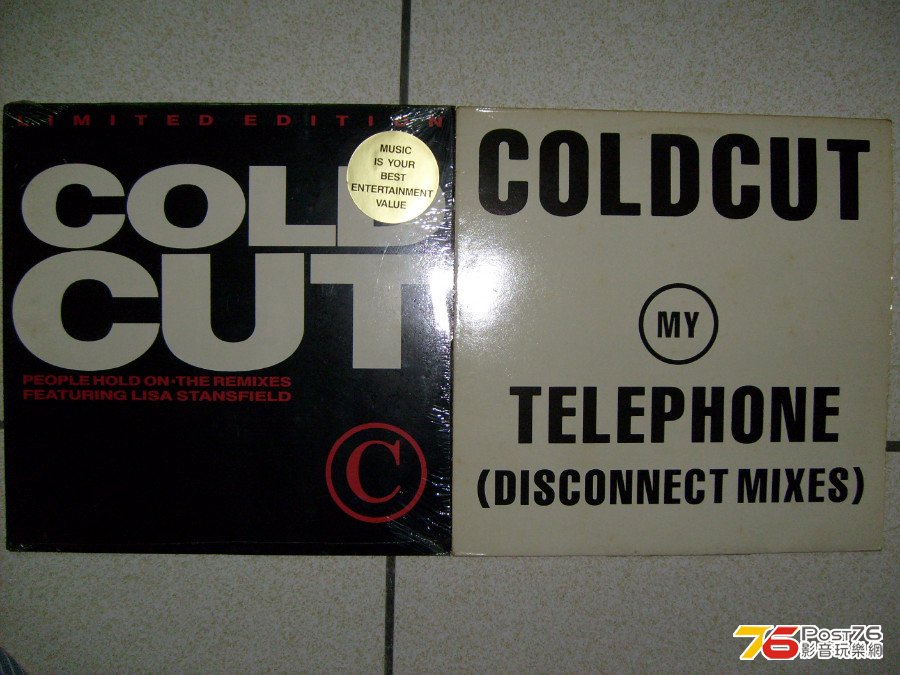 LIMITED EDITION
COLD
CUT
MUSIC
IS YOUR
BEST
ENTERTAINMENT
VALUE
PEOPLE HOLD ON•THE REMIXES
FEATURING LISA STANSFIELD
C
COLDCUT
MY
TELEPHONE
(DISCONNECT MIXES)
76 Post76
影音玩樂網